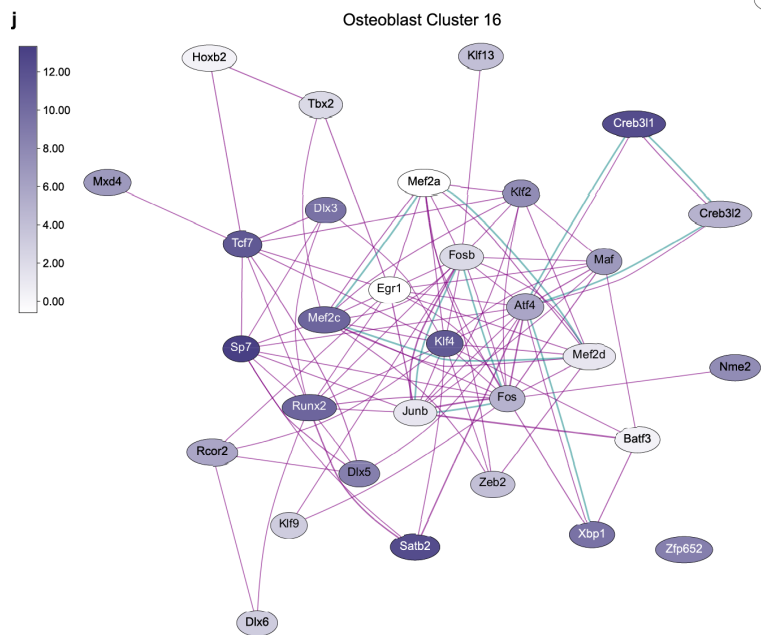 j
Osteoblast Cluster 16
12.00
10.00
8.00
6.00
4.00
2.00
0.00
Hoxb2
Klf13
Tbx2
Creb3l1
Mxd4
Mef2a
Klf2
Dlx3
Creb3l2
Tcf7
Fosb
Maf
Egr1
Atf4
Mef2c
Sp7
Klf4
Mef2d
Nme2
Runx2
Junb
Fos
Batf3
Rcor2
Dlx5
Zeb2
Klf9
Satb2
Xbp1
Zfp652
Dlx6